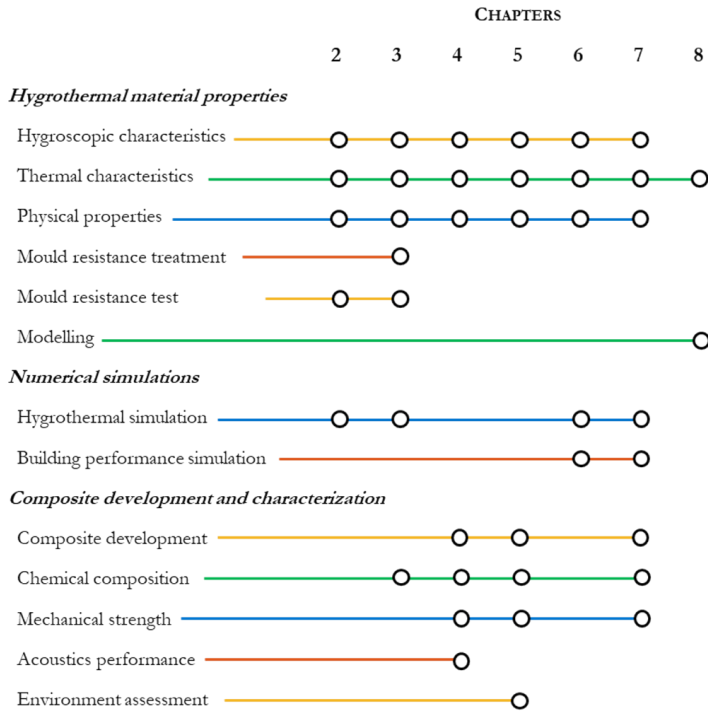 CHAPTERS
2 3 4 5 6 7 8
Hygrothermal material properties
Hygroscopic characteristics
Thermal characteristics
Physical properties
Mould resistance treatment
Mould resistance test
Modelling
Numerical simulations
Hygrothermal simulation
Building performance simulation
Composite development and characterization
Composite development
Chemical composition
Mechanical strength
Acoustics performance
Environment assessment